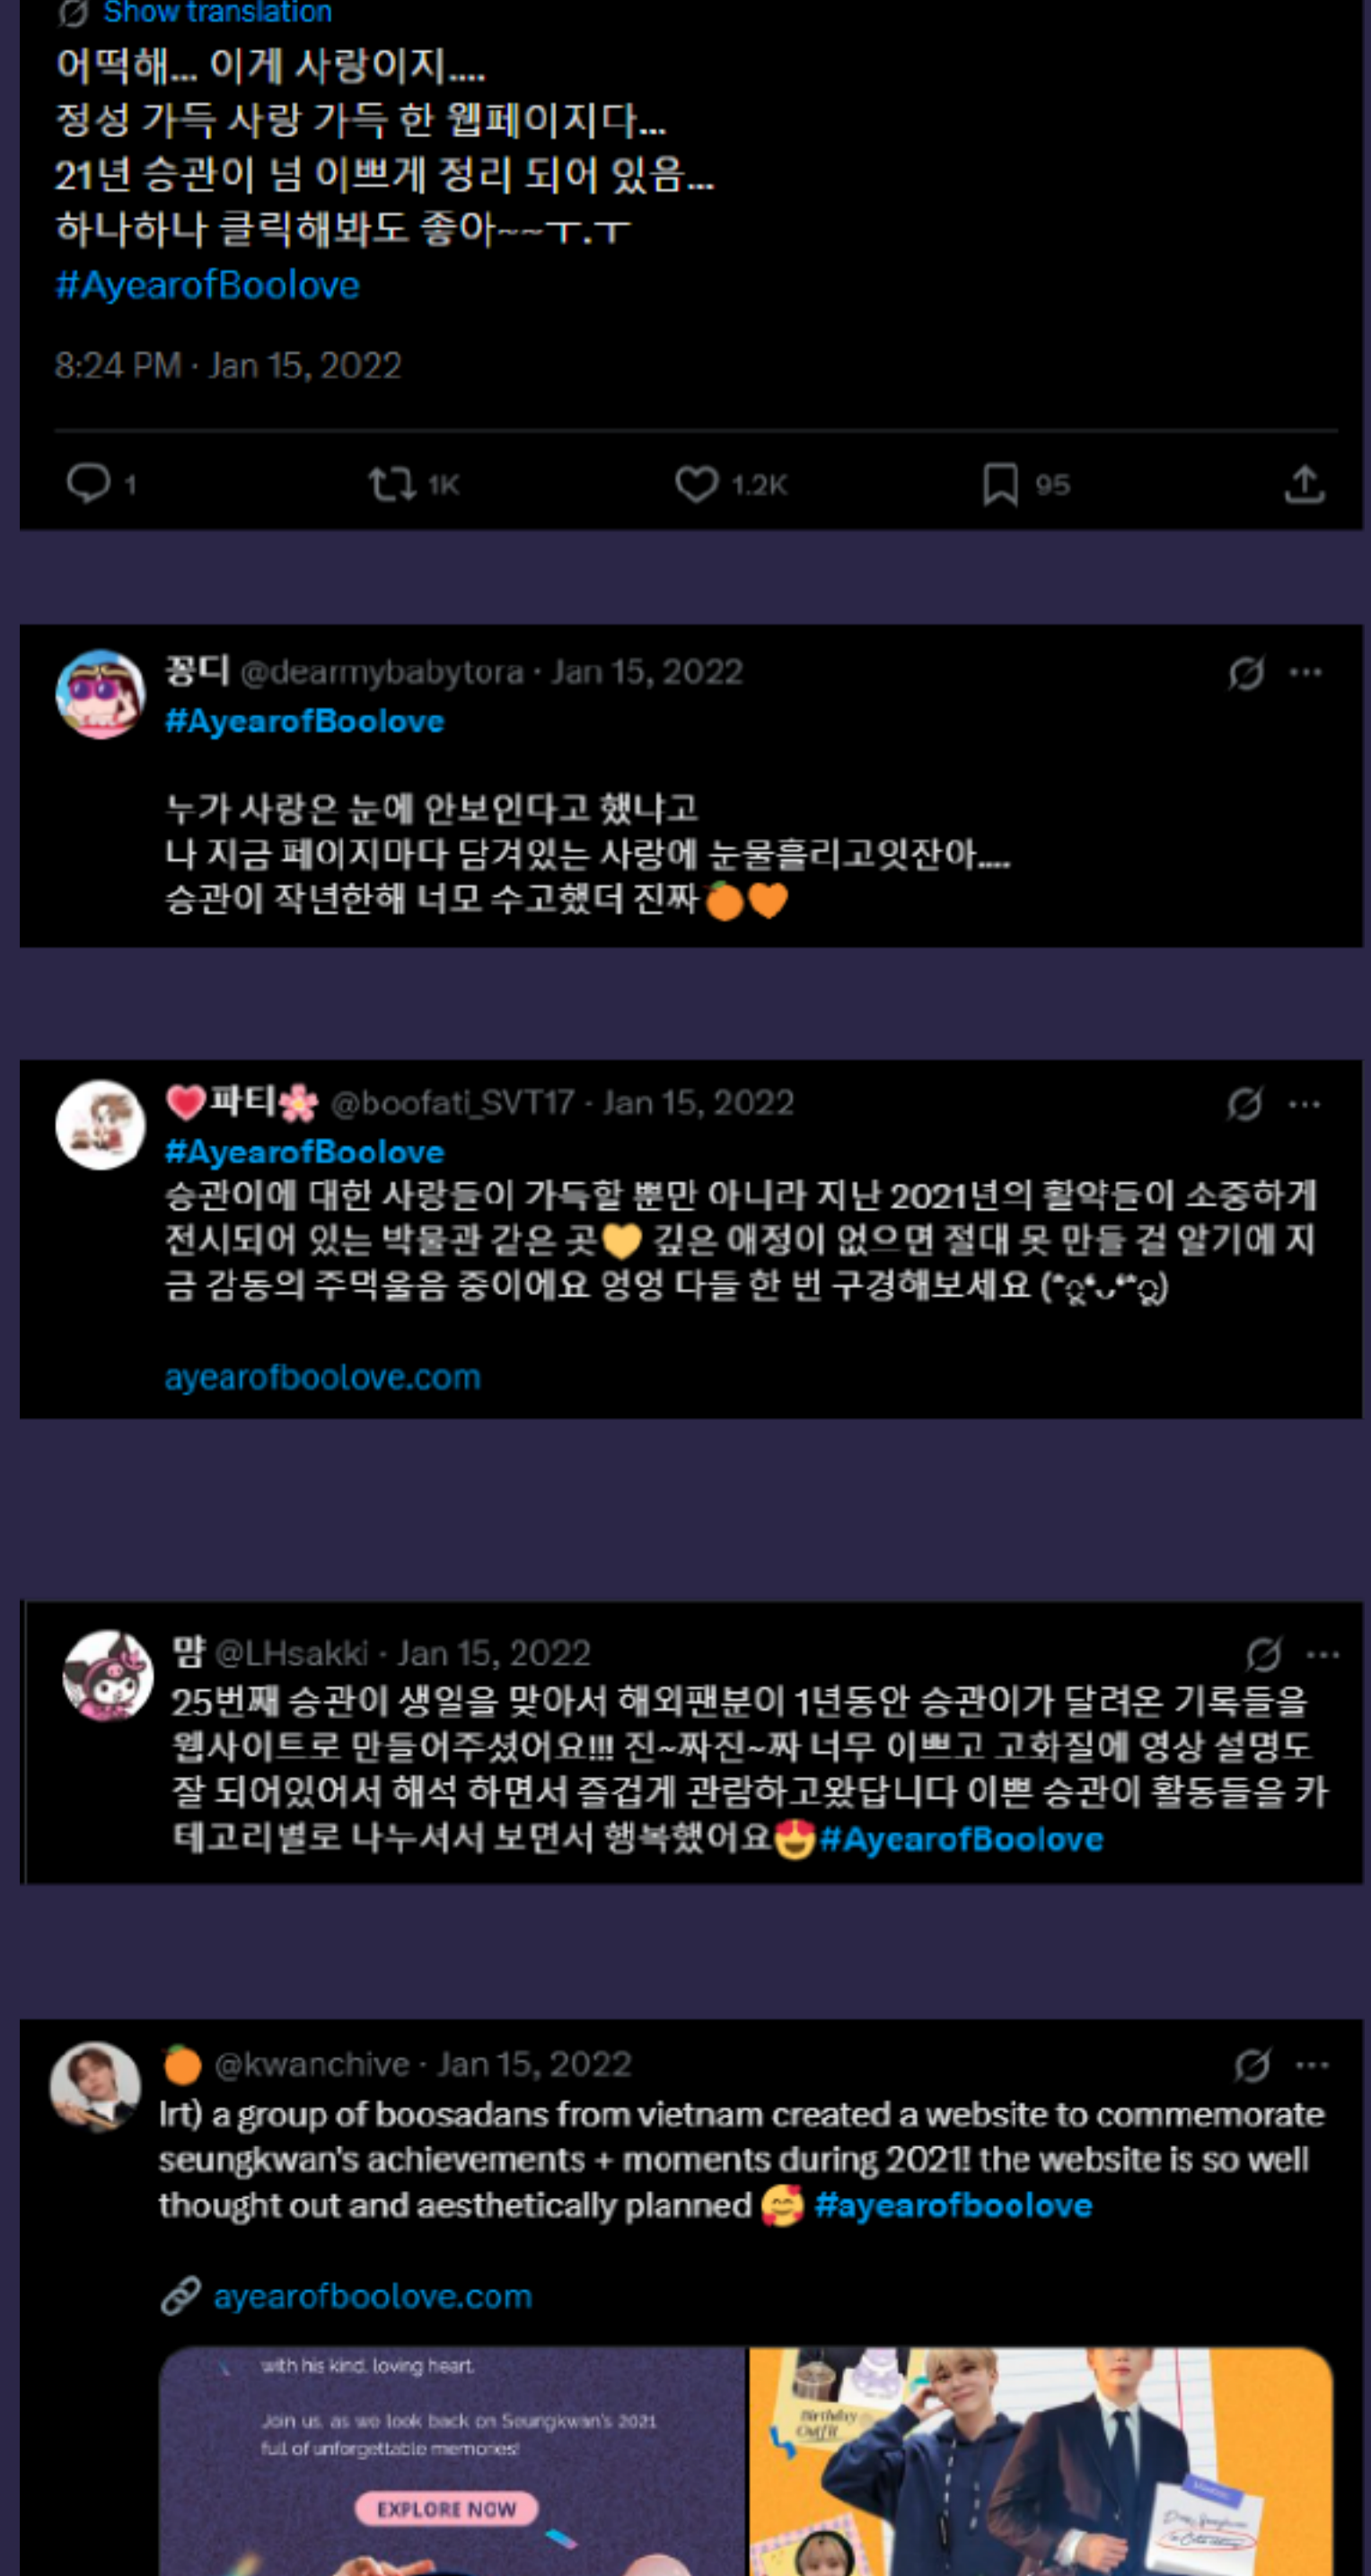 Show translation
어떡해... 이게 사랑이지....
정성 가득 사랑 가득 한 웹페이지다...
21년 승관이 넘 이쁘게 정리 되어 있음...
하나하나 클릭해봐도 좋아~~ㅜ.ㅜ
#AyearofBoolove
8:24 PM · Jan 15, 2022
1 1K 1.2K 95
꽁디 @dearmybabytora · Jan 15, 2022
#AyearofBoolove
누가 사랑은 눈에 안보인다고 했냐고
나 지금 페이지마다 담겨있는 사랑에 눈물흘리고잇잔아....
승관이 작년한해 너모 수고했더 진짜🍊🧡
❤️파티🌸 @boofati_SVT17 · Jan 15, 2022
#AyearofBoolove
승관이에 대한 사랑들이 가득할 뿐만 아니라 지난 2021년의 활약들이 소중하게
전시되어 있는 박물관 같은 곳💛 깊은 애정이 없으면 절대 못 만들 걸 알기에 지
금 감동의 주먹울음 중이에요 엉엉 다들 한 번 구경해보세요
ayearofboolove.com
먐 @LHsakki · Jan 15, 2022
25번째 승관이 생일을 맞아서 해외팬분이 1년동안 승관이가 달려온 기록들을
웹사이트로 만들어주셨어요!!! 진~짜진~짜 너무 이쁘고 고화질에 영상 설명도
잘 되어있어서 해석 하면서 즐겁게 관람하고왔답니다 이쁜 승관이 활동들을 카
테고리별로 나누셔서 보면서 행복했어요😍#AyearofBoolove
🍊 @kwanchive · Jan 15, 2022
lrt) a group of boosadans from vietnam created a website to commemorate
seungkwan's achievements + moments during 2021! the website is so well
thought out and aesthetically planned 🥰 #ayearofboolove
🔗 ayearofboolove.com
with his kind, loving heart.
Join us, as we look back on Seungkwan's 2021
full of unforgettable memories!
EXPLORE NOW
Birthday
Outfit